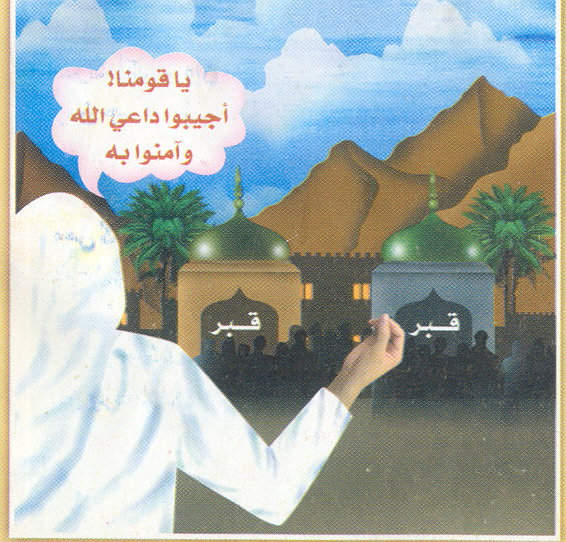 يا قومنا!
أجيبوا داعي الله
وآمنوا به
قبر
قبر